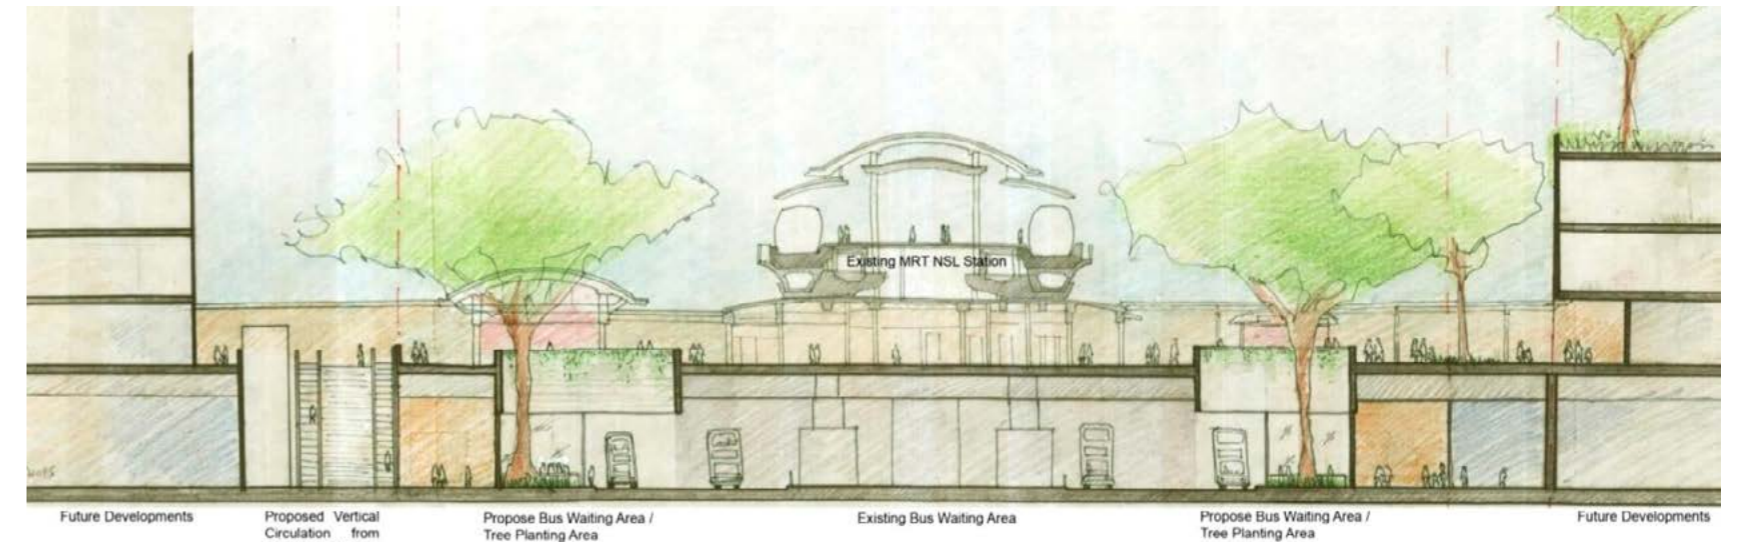 Existing MRT NSL Station
Future Developments
Proposed Vertical
Circulation from
Propose Bus Waiting Area /
Tree Planting Area
Existing Bus Waiting Area
Propose Bus Waiting Area /
Tree Planting Area
Future Developments